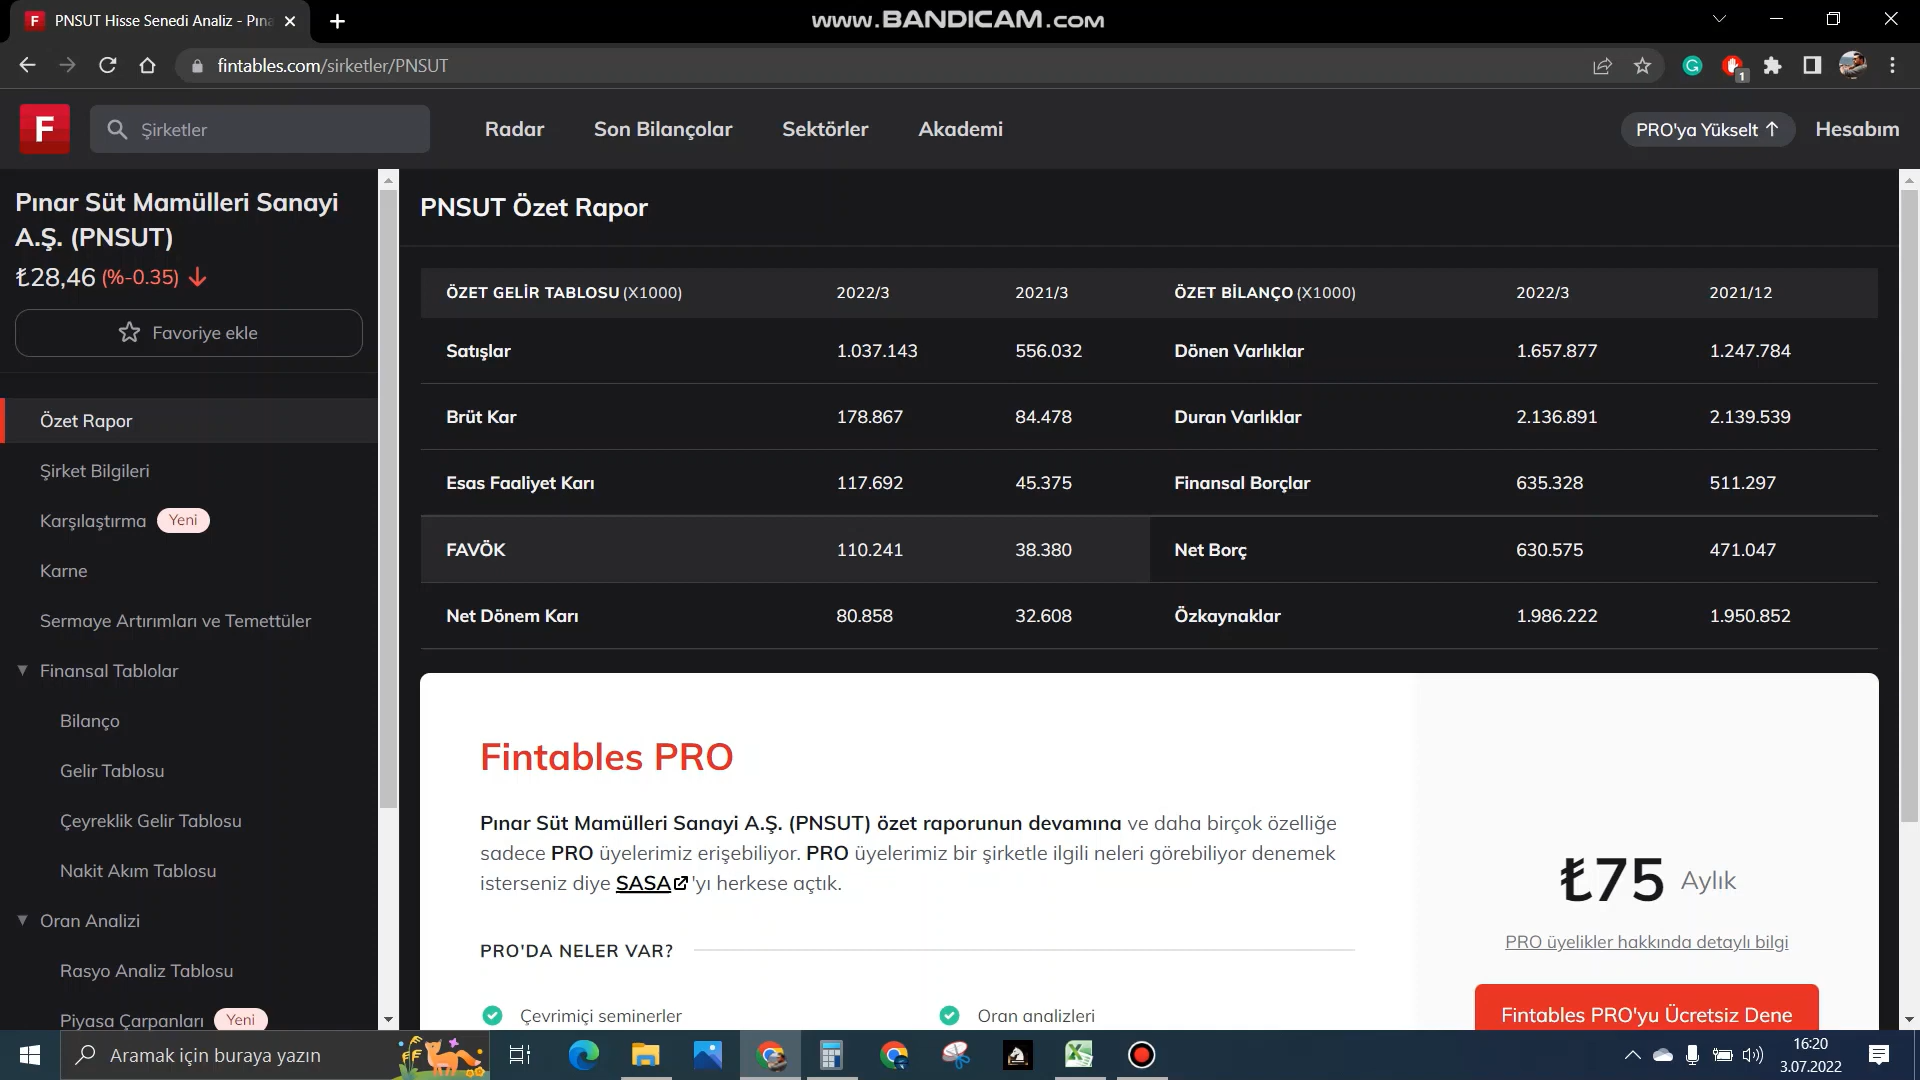 PNSUT Hisse Senedi Analiz - Pına
www.BANDICAM.com
fintables.com/sirketler/PNSUT
1
F
Şirketler
Radar
Son Bilançolar
Sektörler
Akademi
PRO'ya Yükselt ↑
Hesabım
Pınar Süt Mamülleri Sanayi
A.Ş. (PNSUT)
₺28,46 (%-0.35) ↓
Favoriye ekle
Özet Rapor
Şirket Bilgileri
Karşılaştırma Yeni
Karne
Sermaye Artırımları ve Temettüler
Finansal Tablolar
Bilanço
Gelir Tablosu
Çeyreklik Gelir Tablosu
Nakit Akım Tablosu
Oran Analizi
Rasyo Analiz Tablosu
Piyasa Çarpanları Yeni
PNSUT Özet Rapor
ÖZET GELİR TABLOSU (X1000) 2022/3 2021/3 ÖZET BİLANÇO (X1000) 2022/3 2021/12
Satışlar 1.037.143 556.032 Dönen Varlıklar 1.657.877 1.247.784
Brüt Kar 178.867 84.478 Duran Varlıklar 2.136.891 2.139.539
Esas Faaliyet Karı 117.692 45.375 Finansal Borçlar 635.328 511.297
FAVÖK 110.241 38.380 Net Borç 630.575 471.047
Net Dönem Karı 80.858 32.608 Özkaynaklar 1.986.222 1.950.852
Fintables PRO
Pınar Süt Mamülleri Sanayi A.Ş. (PNSUT) özet raporunun devamına ve daha birçok özelliğe
sadece PRO üyelerimiz erişebiliyor. PRO üyelerimiz bir şirketle ilgili neleri görebiliyor denemek
isterseniz diye SASA 'yı herkese açtık.
PRO'DA NELER VAR?
Çevrimiçi seminerler
Oran analizleri
₺75 Aylık
PRO üyelikler hakkında detaylı bilgi
Fintables PRO'yu Ücretsiz Dene
Aramak için buraya yazın
16:20
3.07.2022